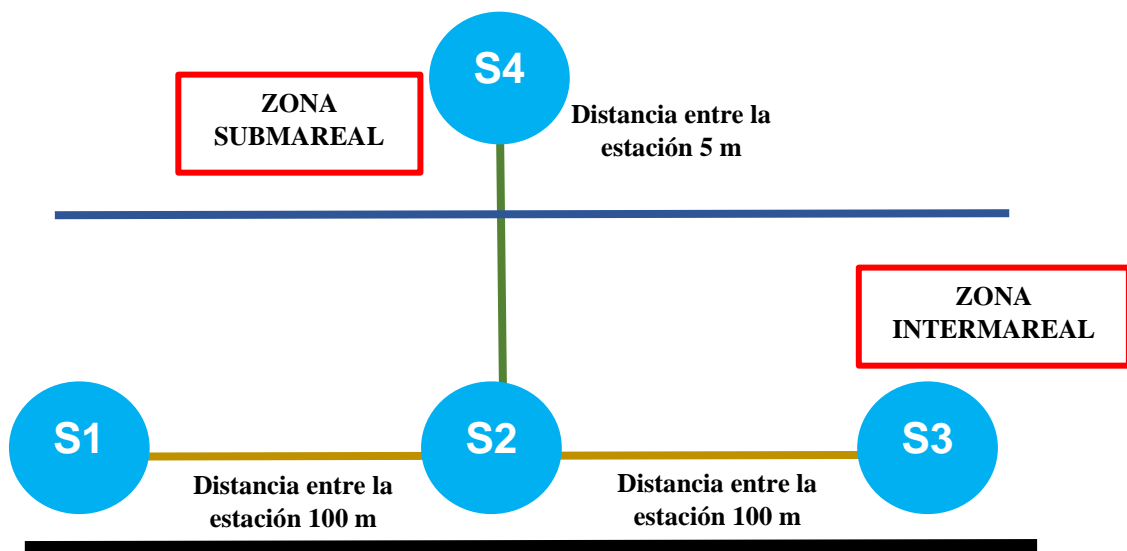 S4
ZONA
SUBMAREAL
Distancia entre la
estación 5 m
ZONA
INTERMAREAL
S1
S2
S3
Distancia entre la
estación 100 m
Distancia entre la
estación 100 m